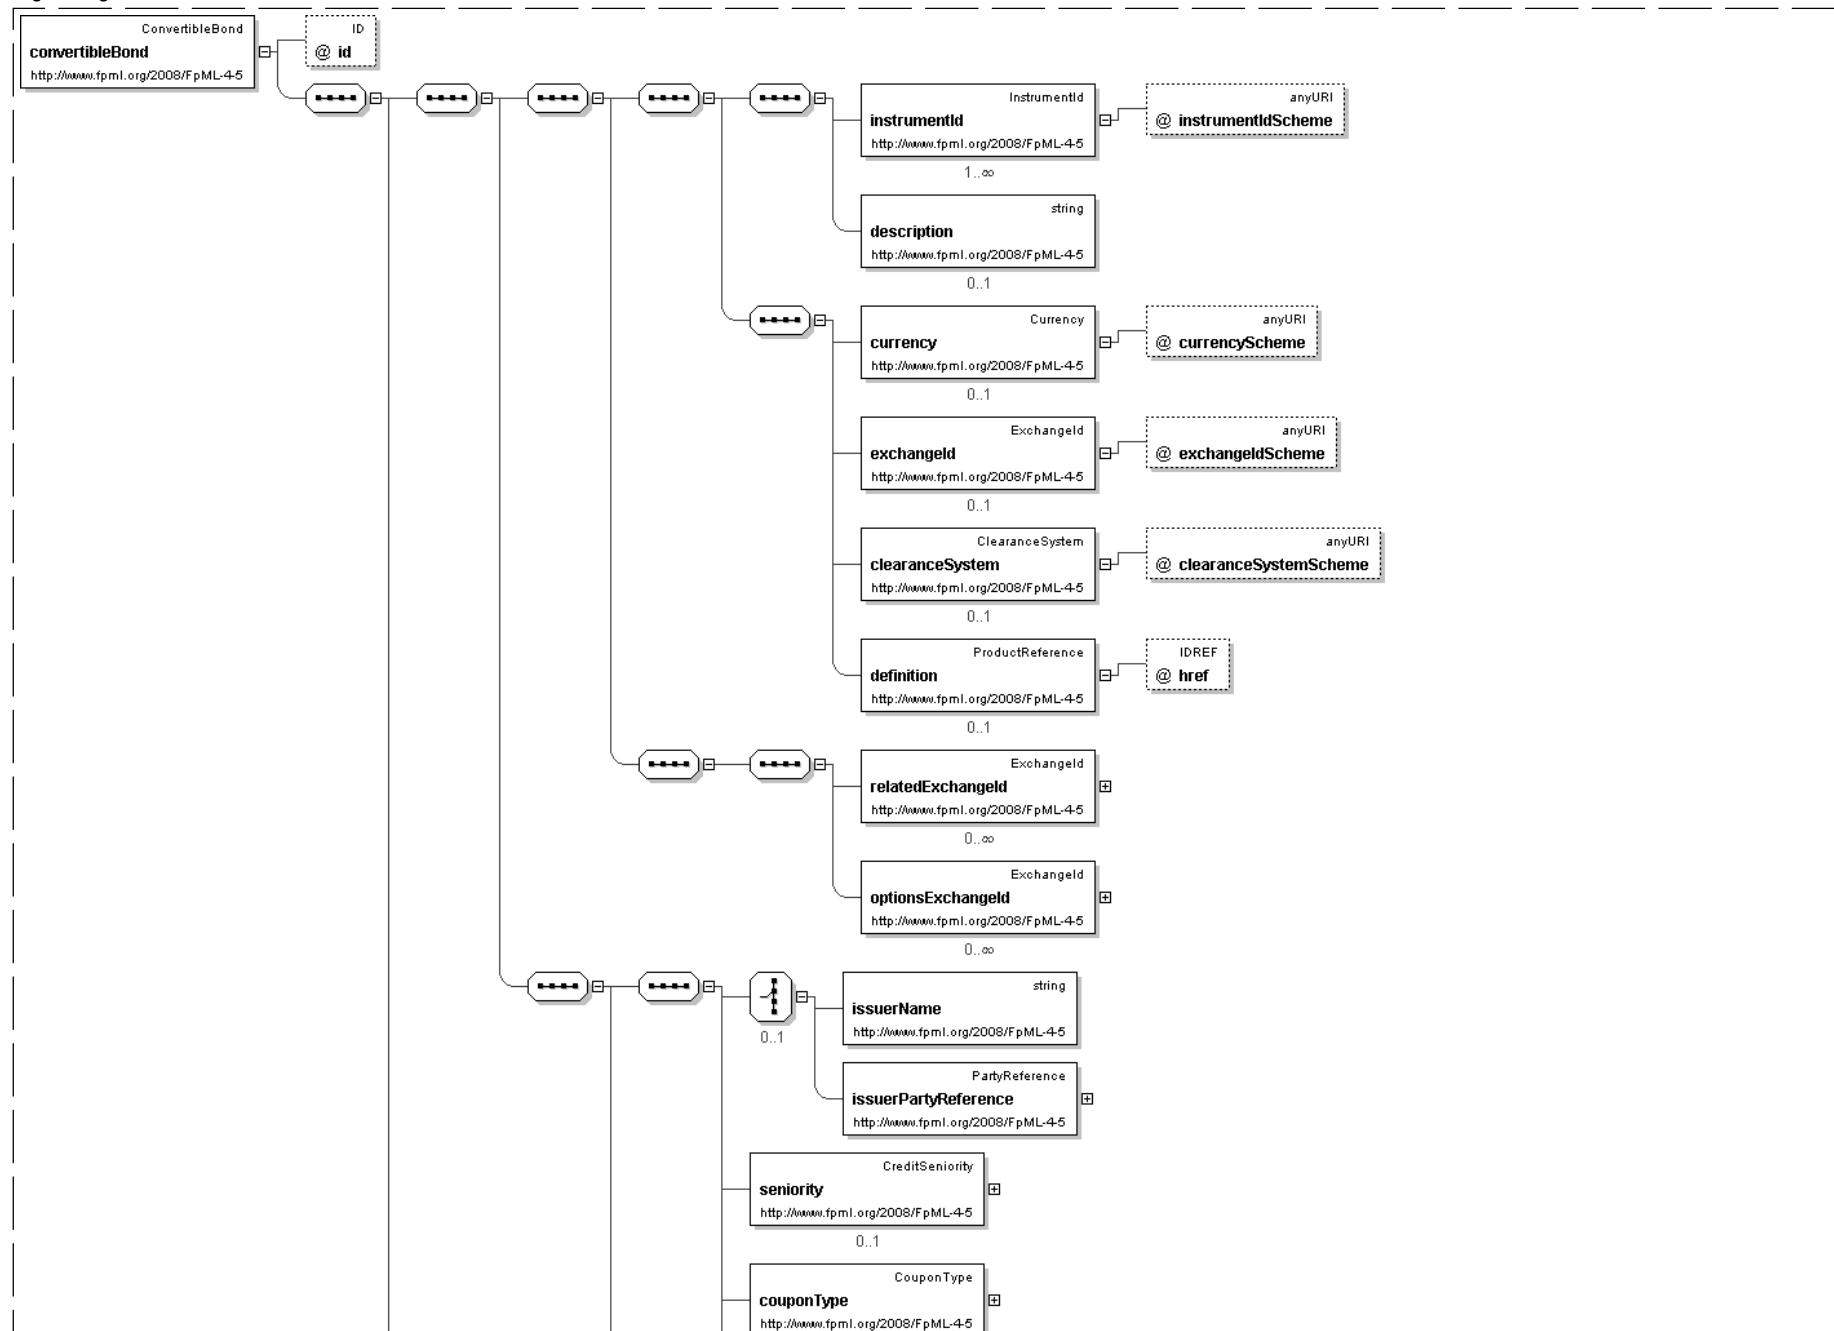 ConvertibleBond
convertibleBond
http://www.fpml.org/2008/FpML-4-5
ID
@ id
InstrumentId
instrumentId
http://www.fpml.org/2008/FpML-4-5
1..∞
anyURI
@ instrumentIdScheme
string
description
http://www.fpml.org/2008/FpML-4-5
0..1
Currency
currency
http://www.fpml.org/2008/FpML-4-5
0..1
anyURI
@ currencyScheme
ExchangeId
exchangeId
http://www.fpml.org/2008/FpML-4-5
0..1
anyURI
@ exchangeIdScheme
ClearanceSystem
clearanceSystem
http://www.fpml.org/2008/FpML-4-5
0..1
anyURI
@ clearanceSystemScheme
ProductReference
definition
http://www.fpml.org/2008/FpML-4-5
0..1
IDREF
@ href
ExchangeId
relatedExchangeId
http://www.fpml.org/2008/FpML-4-5
0..∞
ExchangeId
optionsExchangeId
http://www.fpml.org/2008/FpML-4-5
0..∞
0..1
string
issuerName
http://www.fpml.org/2008/FpML-4-5
PartyReference
issuerPartyReference
http://www.fpml.org/2008/FpML-4-5
CreditSeniority
seniority
http://www.fpml.org/2008/FpML-4-5
0..1
CouponType
couponType
http://www.fpml.org/2008/FpML-4-5